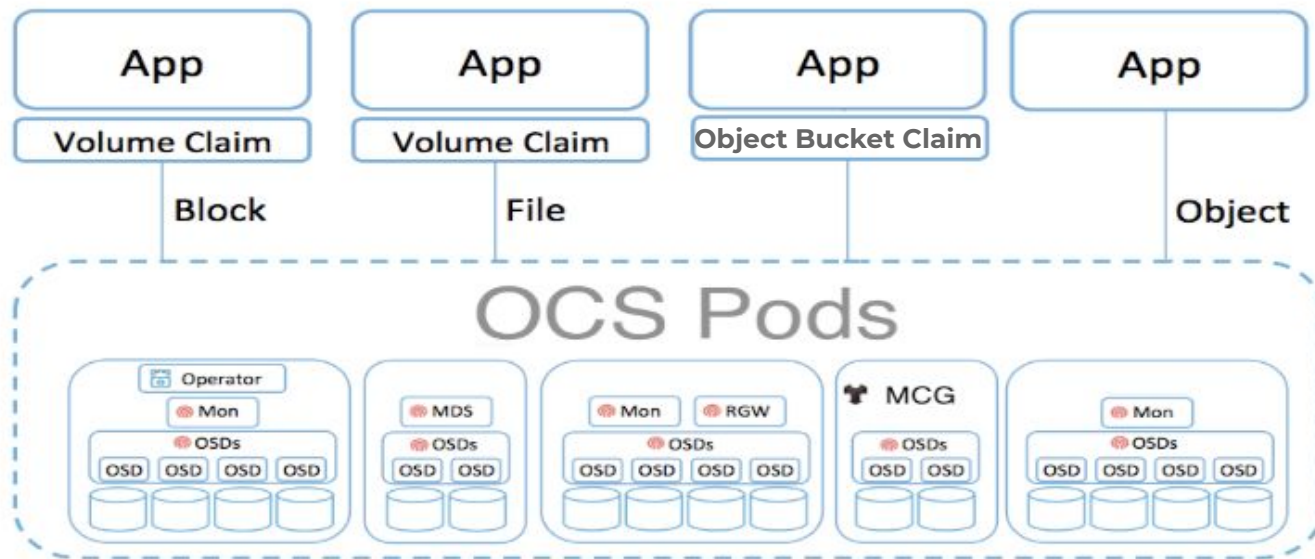 App App App App
Volume Claim Volume Claim Object Bucket Claim
Block File Object
OCS Pods
Operator
Mon MDS Mon RGW MCG Mon
OSDs OSDs OSDs OSDs OSDs
OSD OSD OSD OSD OSD OSD OSD OSD OSD OSD OSD OSD OSD OSD OSD OSD